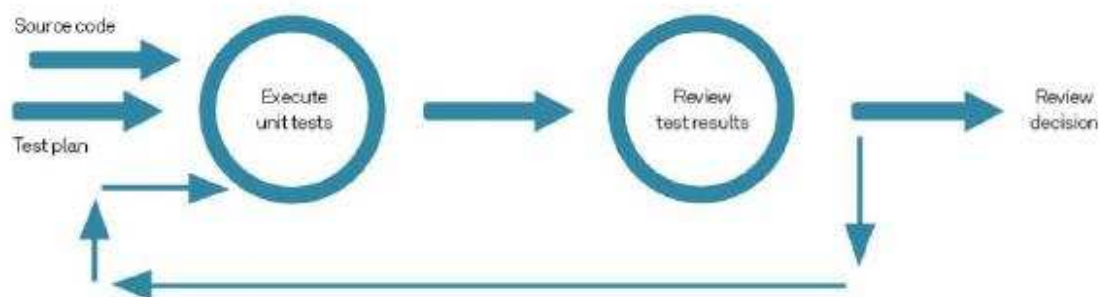 Source code
Test plan
Execute
unit tests
Review
test results
Review
decision